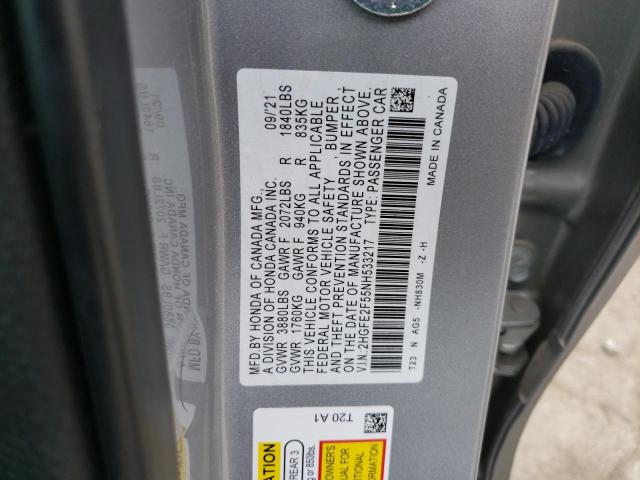 MFD.BY HONDA OF CANADA MFG., 09/21
A DIVISION OF HONDA CANADA INC.
GVWR 3880LBS GAWR F 2072LBS R 1840LBS
GVWR 1760KG GAWR F 940KG R 835KG
THIS VEHICLE CONFORMS TO ALL APPLICABLE
FEDERAL MOTOR VEHICLE SAFETY BUMPER,
AND THEFT PREVENTION STANDARDS IN EFFECT
ON THE DATE OF MANUFACTURE SHOWN ABOVE.
V.I.N. 2HGFE2F55NH533217 TYPE: PASSENGER CAR
T23 N AG5 -NH830M -Z -H
MADE IN CANADA
T20 A1
REAR 3
OWNER'S